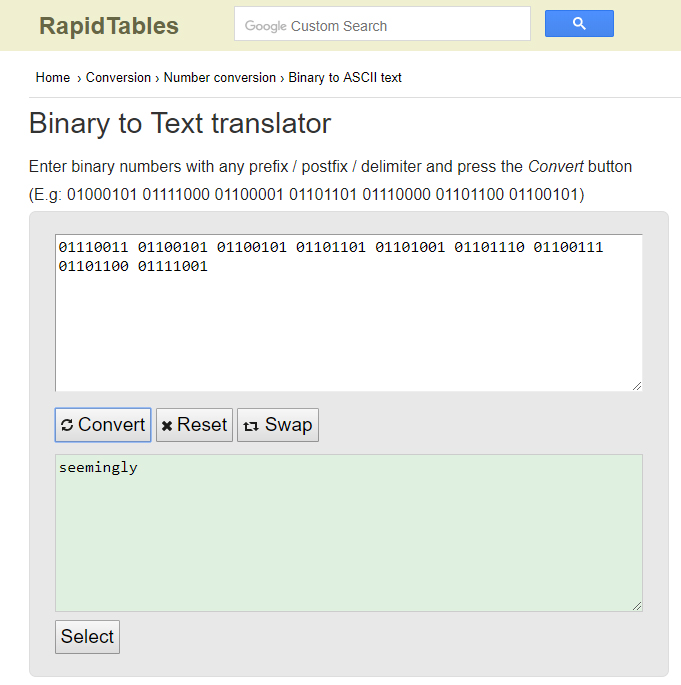 RapidTables
Google Custom Search
Home › Conversion › Number conversion › Binary to ASCII text
Binary to Text translator
Enter binary numbers with any prefix / postfix / delimiter and press the Convert button
(E.g: 01000101 01111000 01100001 01101101 01110000 01101100 01100101)
01110011 01100101 01100101 01101101 01101001 01101110 01100111
01101100 01111001
Convert Reset Swap
seemingly
Select